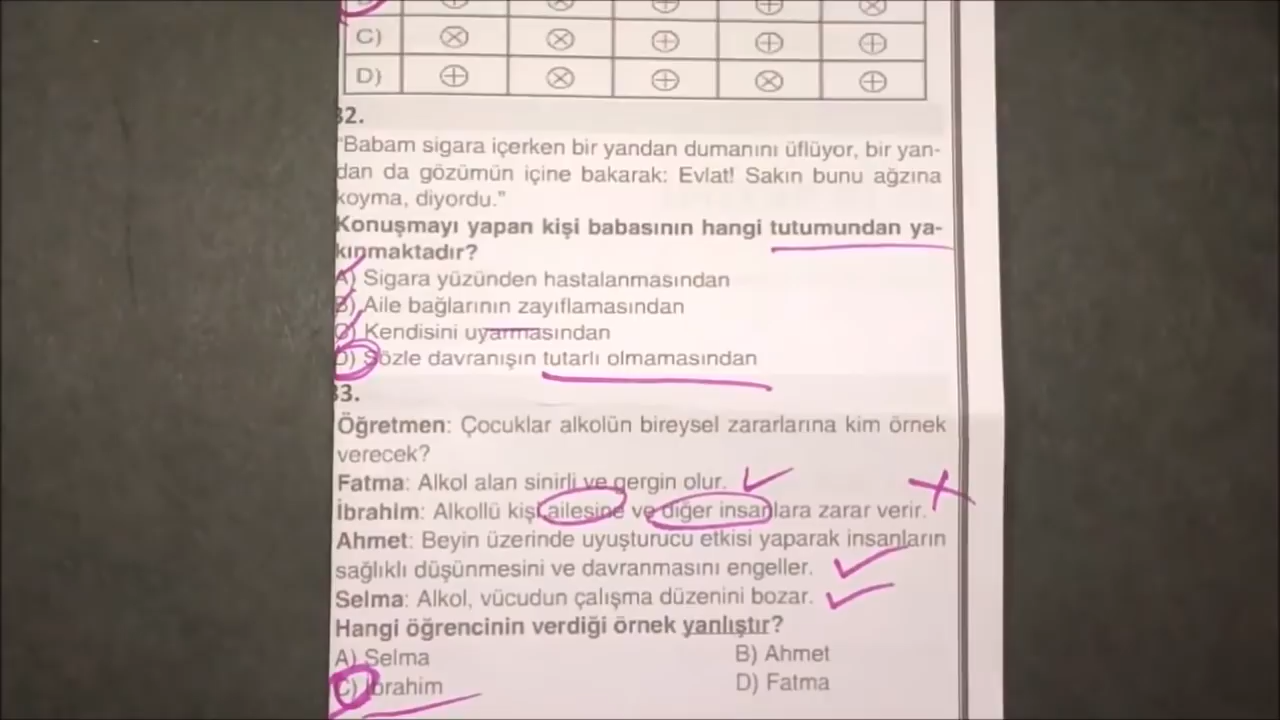 C)
D)
32.
"Babam sigara içerken bir yandan dumanını üflüyor, bir yan-
dan da gözümün içine bakarak: Evlat! Sakın bunu ağzına
koyma, diyordu."
Konuşmayı yapan kişi babasının hangi tutumundan ya-
kınmaktadır?
A) Sigara yüzünden hastalanmasından
B) Aile bağlarının zayıflamasından
C) Kendisini uyarmasından
D) Sözle davranışın tutarlı olmamasından
33.
Öğretmen: Çocuklar alkolün bireysel zararlarına kim örnek
verecek?
Fatma: Alkol alan sinirli ve gergin olur.
İbrahim: Alkollü kişi ailesine ve diğer insanlara zarar verir.
Ahmet: Beyin üzerinde uyuşturucu etkisi yaparak insanların
sağlıklı düşünmesini ve davranmasını engeller.
Selma: Alkol, vücudun çalışma düzenini bozar.
Hangi öğrencinin verdiği örnek yanlıştır?
A) Selma B) Ahmet
C) İbrahim D) Fatma